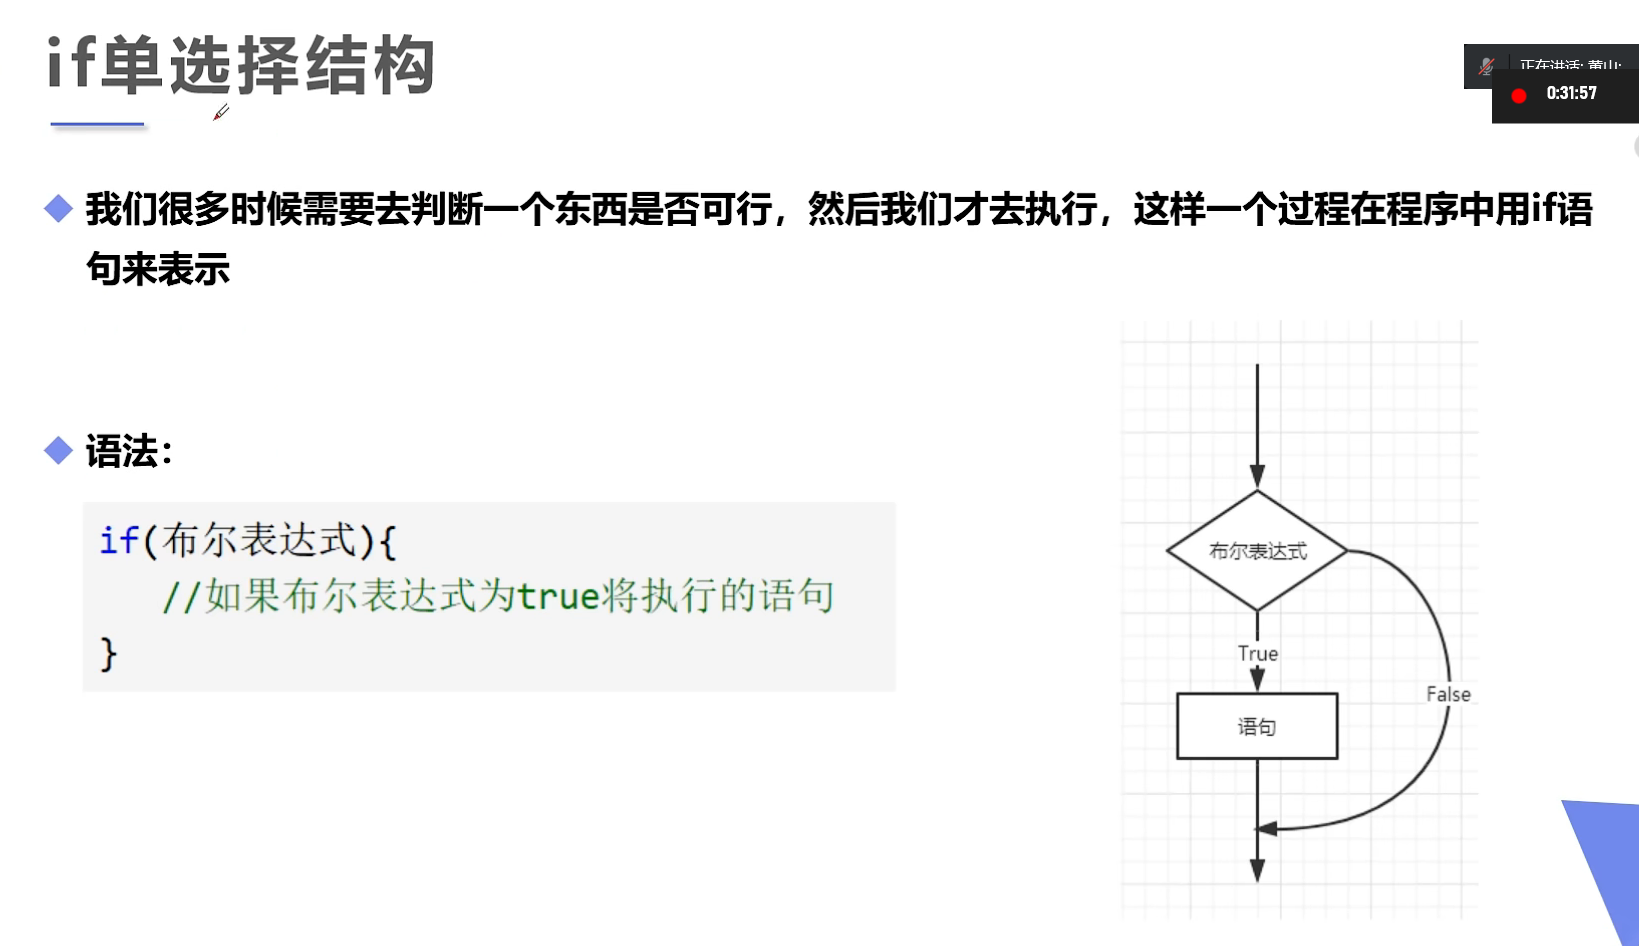 if单选择结构
正在讲话:
0:31:57
我们很多时候需要去判断一个东西是否可行，然后我们才去执行，这样一个过程在程序中用if语
句来表示
语法：
if(布尔表达式){
//如果布尔表达式为true将执行的语句
}
布尔表达式
True
False
语句